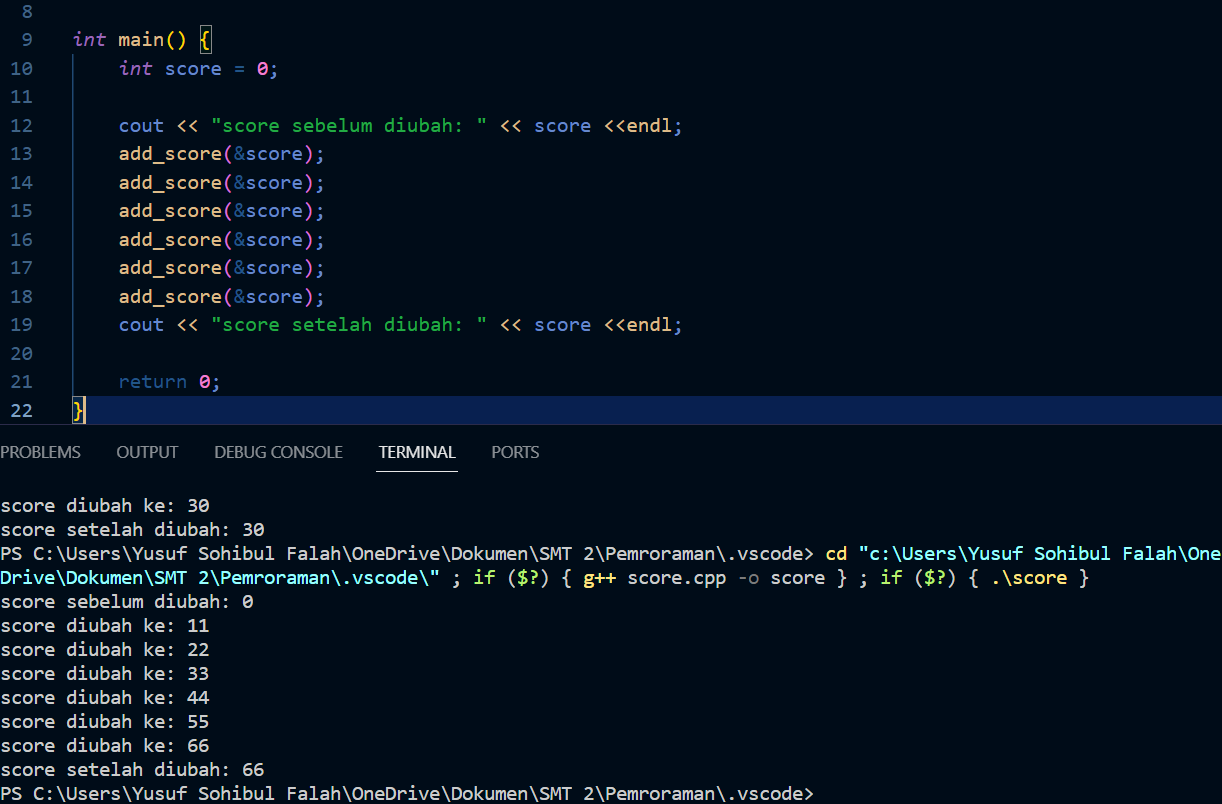 8
9 int main() {
10 int score = 0;
11
12 cout << "score sebelum diubah: " << score <<endl;
13 add_score(&score);
14 add_score(&score);
15 add_score(&score);
16 add_score(&score);
17 add_score(&score);
18 add_score(&score);
19 cout << "score setelah diubah: " << score <<endl;
20
21 return 0;
22 }
PROBLEMS OUTPUT DEBUG CONSOLE TERMINAL PORTS
score diubah ke: 30
score setelah diubah: 30
PS C:\Users\Yusuf Sohibul Falah\OneDrive\Dokumen\SMT 2\Pemroraman\.vscode> cd "c:\Users\Yusuf Sohibul Falah\One
Drive\Dokumen\SMT 2\Pemroraman\.vscode\" ; if ($?) { g++ score.cpp -o score } ; if ($?) { .\score }
score sebelum diubah: 0
score diubah ke: 11
score diubah ke: 22
score diubah ke: 33
score diubah ke: 44
score diubah ke: 55
score diubah ke: 66
score setelah diubah: 66
PS C:\Users\Yusuf Sohibul Falah\OneDrive\Dokumen\SMT 2\Pemroraman\.vscode>